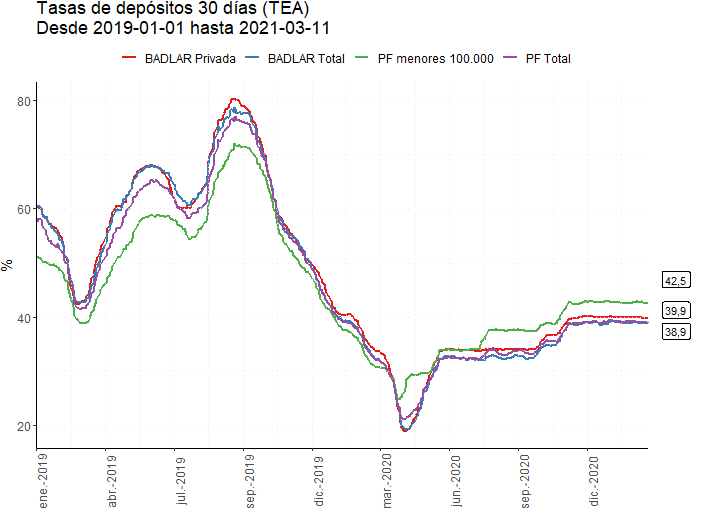 Tasas de depósitos 30 días (TEA)
Desde 2019-01-01 hasta 2021-03-11
BADLAR Privada BADLAR Total PF menores 100.000 PF Total
80
60
40
20
%
42,5
39,9
38,9
ene.-2019
abr.-2019
jul.-2019
sep.-2019
dic.-2019
mar.-2020
jun.-2020
sep.-2020
dic.-2020